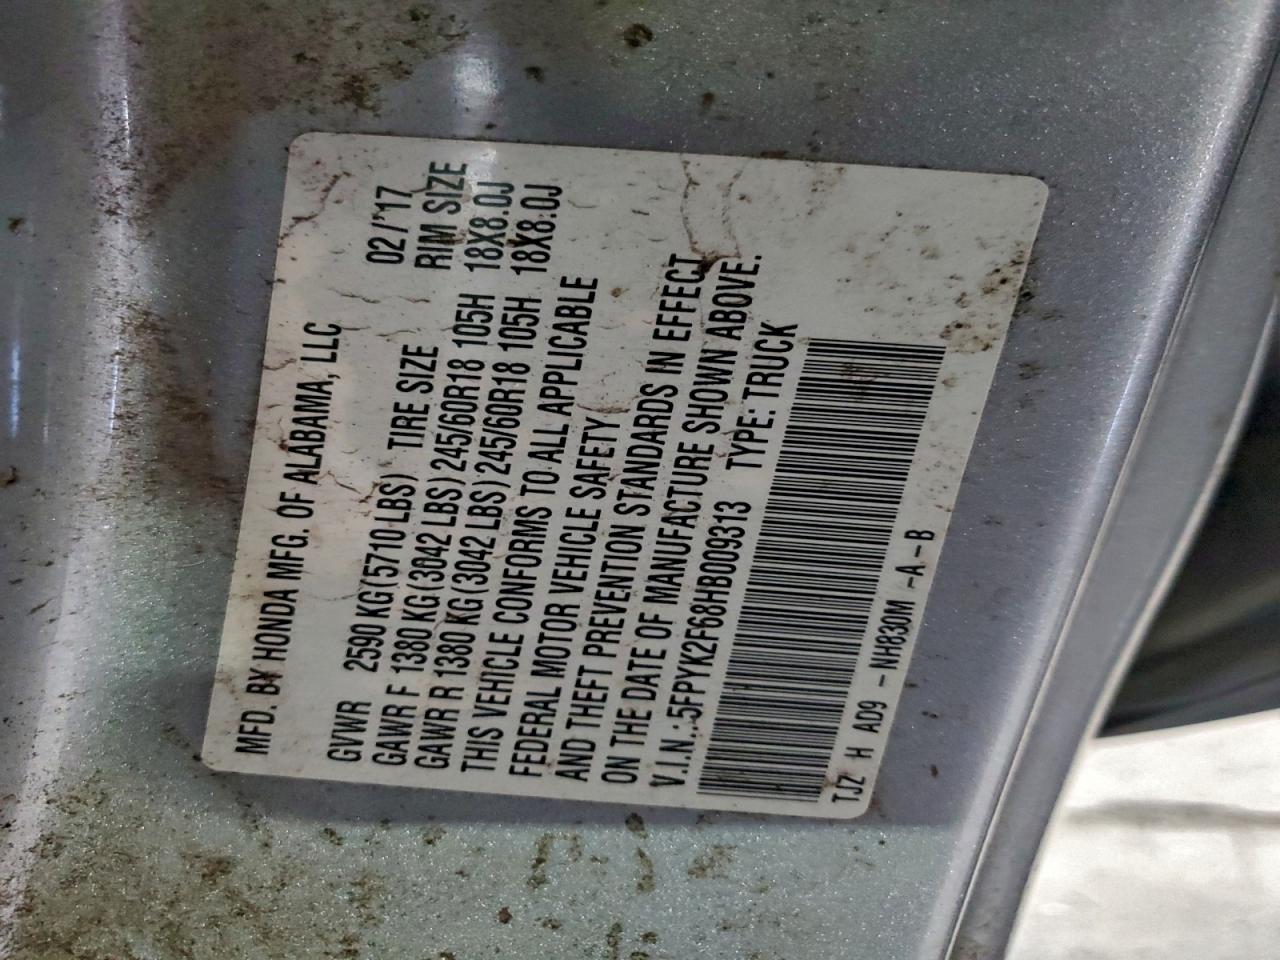 MFD. BY HONDA MFG. OF ALABAMA, LLC
02/'17
GVWR 2590 KG(5710 LBS) TIRE SIZE RIM SIZE
GAWR F 1380 KG(3042 LBS)245/60R18 105H 18X8.0J
GAWR R 1380 KG(3042 LBS)245/60R18 105H 18X8.0J
THIS VEHICLE CONFORMS TO ALL APPLICABLE
FEDERAL MOTOR VEHICLE SAFETY
AND THEFT PREVENTION STANDARDS IN EFFECT
ON THE DATE OF MANUFACTURE SHOWN ABOVE.
V.I.N.:5FPYK2F68HB009313 TYPE: TRUCK
TJZ H AD9 -NH830M -A-B